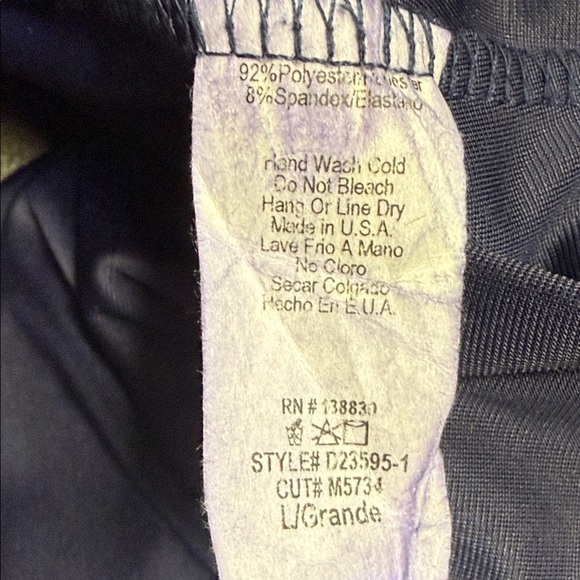 92%Polyester/Poliester
8%Spandex/Elastano
Hand Wash Cold
Do Not Bleach
Hang Or Line Dry
Made in U.S.A.
Lave Frio A Mano
No Cloro
Secar Colgado
Hecho En E.U.A.
RN # 138830
STYLE# D23595-1
CUT# M5734
L/Grande